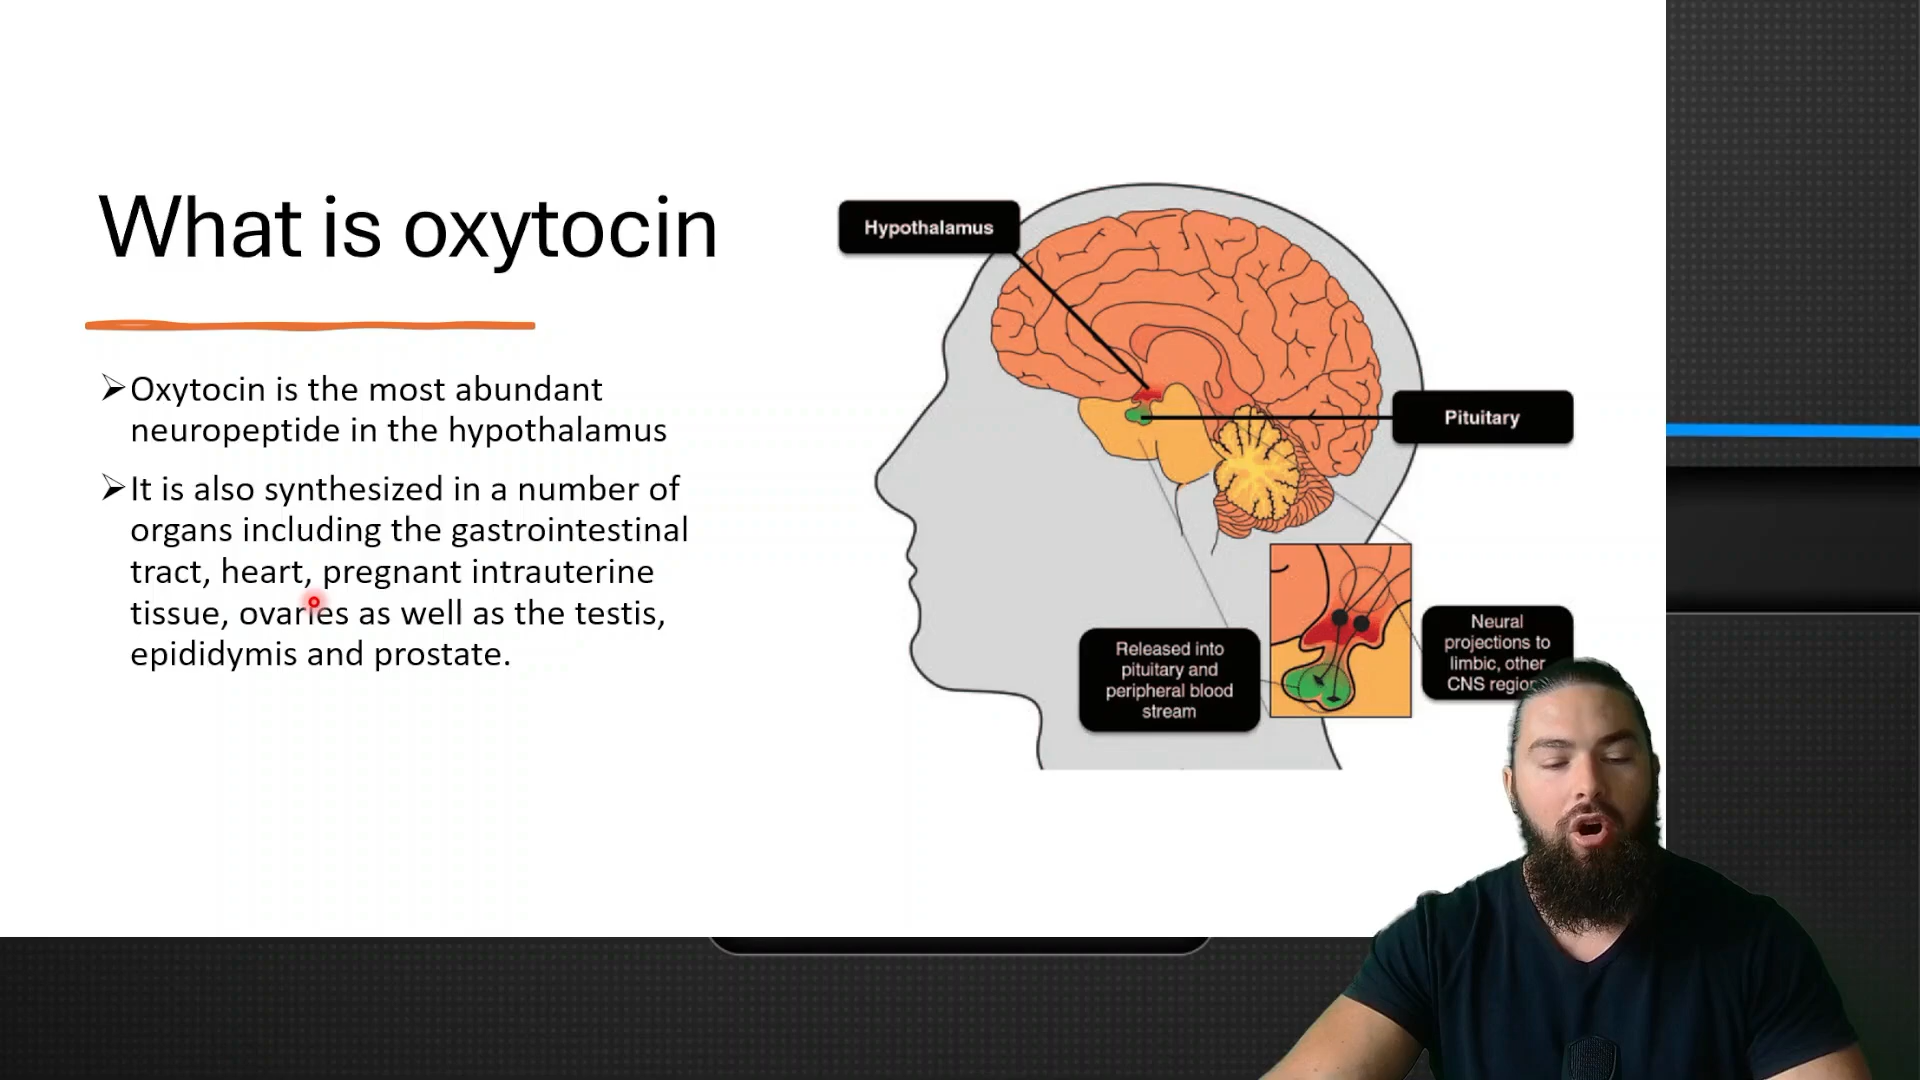 What is oxytocin
➢Oxytocin is the most abundant
neuropeptide in the hypothalamus
➢It is also synthesized in a number of
organs including the gastrointestinal
tract, heart, pregnant intrauterine
tissue, ovaries as well as the testis,
epididymis and prostate.
Hypothalamus
Pituitary
Released into
pituitary and
peripheral blood
stream
Neural
projections to
limbic, other
CNS